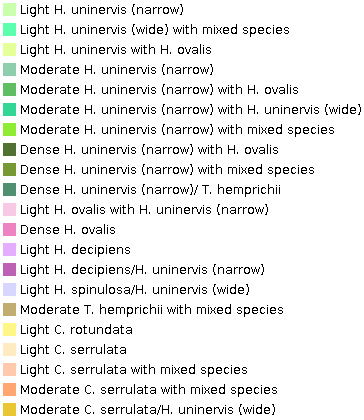 Light H. uninervis (narrow)
Light H. uninervis (wide) with mixed species
Light H. uninervis with H. ovalis
Moderate H. uninervis (narrow)
Moderate H. uninervis (narrow) with H. ovalis
Moderate H. uninervis (narrow) with H. uninervis (wide)
Moderate H. uninervis (narrow) with mixed species
Dense H. uninervis (narrow) with H. ovalis
Dense H. uninervis (narrow) with mixed species
Dense H. uninervis (narrow)/ T. hemprichii
Light H. ovalis with H. uninervis (narrow)
Dense H. ovalis
Light H. decipiens
Light H. decipiens/H. uninervis (narrow)
Light H. spinulosa/H. uninervis (wide)
Moderate T. hemprichii with mixed species
Light C. rotundata
Light C. serrulata
Light C. serrulata with mixed species
Moderate C. serrulata with mixed species
Moderate C. serrulata/H. uninervis (wide)